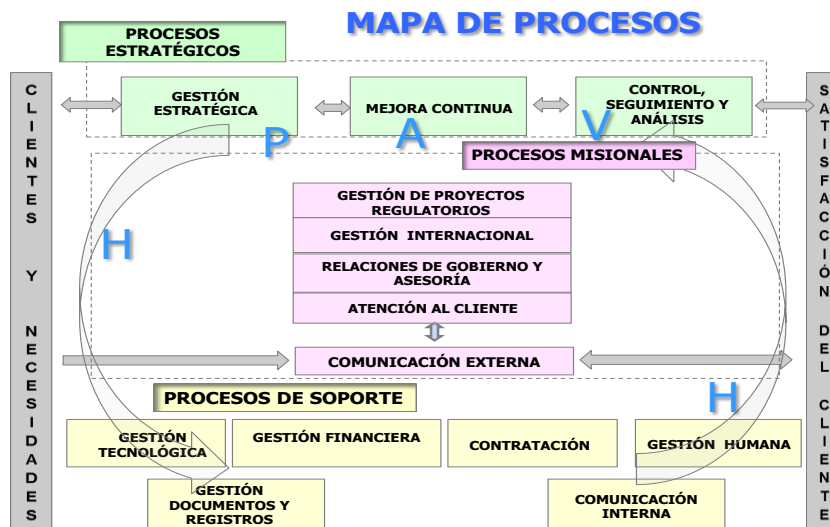 MAPA DE PROCESOS
PROCESOS
ESTRATÉGICOS
CLIENTES Y NECESIDADES
GESTIÓN
ESTRATÉGICA
MEJORA CONTINUA
CONTROL,
SEGUIMIENTO Y
ANÁLISIS
SATISFACCIÓN DEL CLIENTE
P
A
V
PROCESOS MISIONALES
GESTIÓN DE PROYECTOS
REGULATORIOS
GESTIÓN INTERNACIONAL
H
RELACIONES DE GOBIERNO Y
ASESORÍA
ATENCIÓN AL CLIENTE
COMUNICACIÓN EXTERNA
PROCESOS DE SOPORTE
H
GESTIÓN
TECNOLÓGICA
GESTIÓN FINANCIERA
CONTRATACIÓN
GESTIÓN HUMANA
GESTIÓN
DOCUMENTOS Y
REGISTROS
COMUNICACIÓN
INTERNA